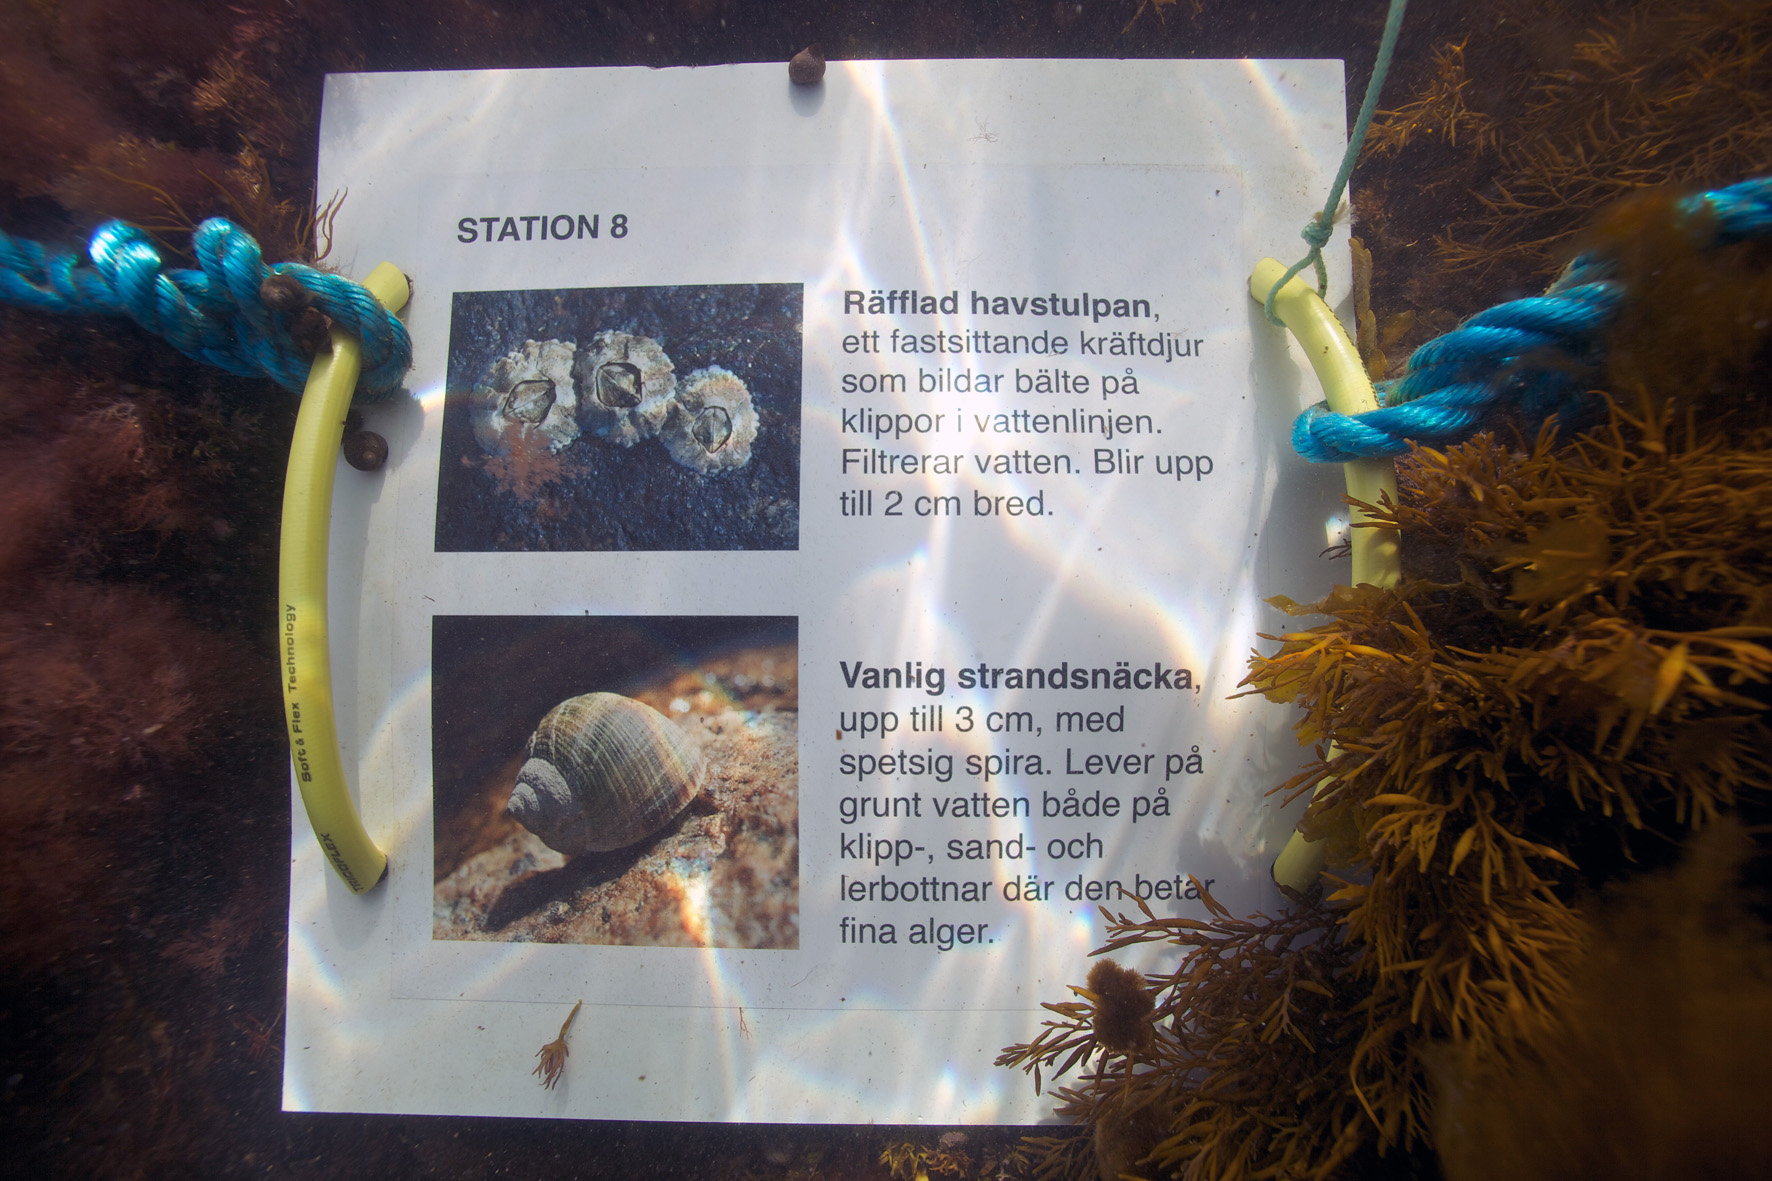 STATION 8
Räfflad havstulpan,
ett fastsittande kräftdjur
som bildar bälte på
klippor i vattenlinjen.
Filtrerar vatten. Blir upp
till 2 cm bred.
Vanlig strandsnäcka,
upp till 3 cm, med
spetsig spira. Lever på
grunt vatten både på
klipp-, sand- och
lerbottnar där den betar
fina alger.
Soft & Flex Technology
TRICOFLEX